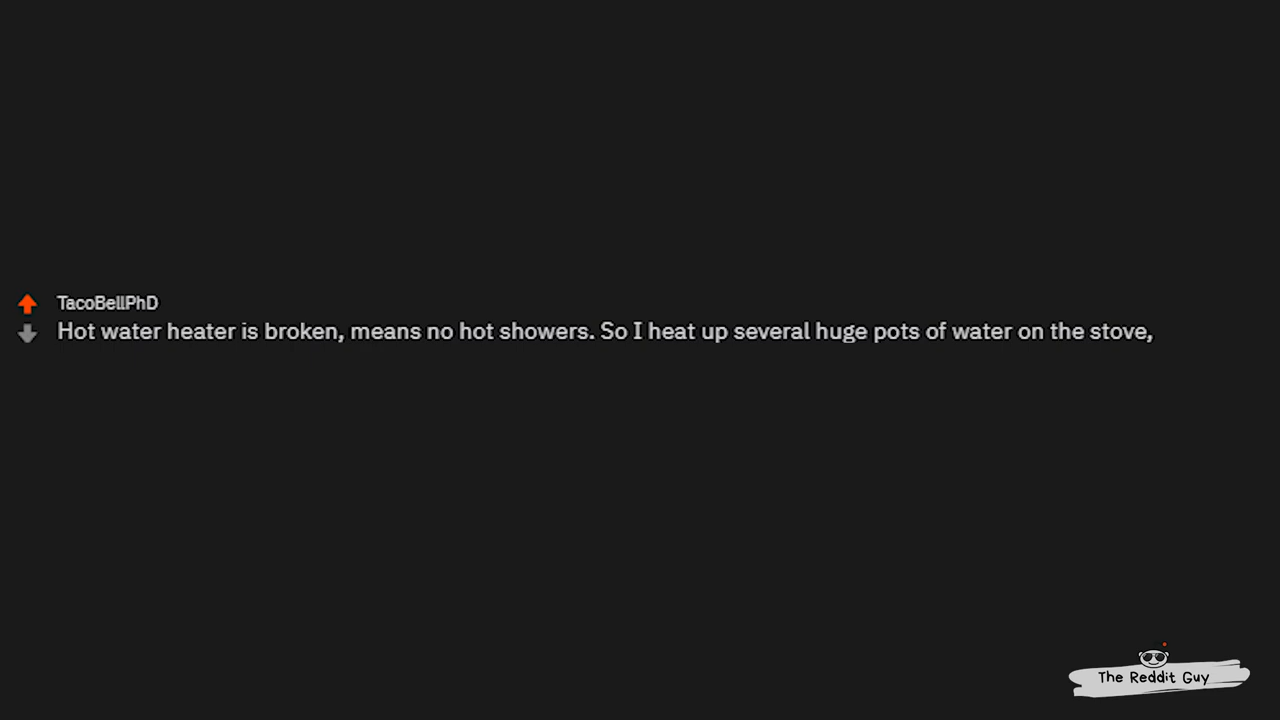 TacoBellPhD
Hot water heater is broken, means no hot showers. So I heat up several huge pots of water on the stove,
The Reddit Guy